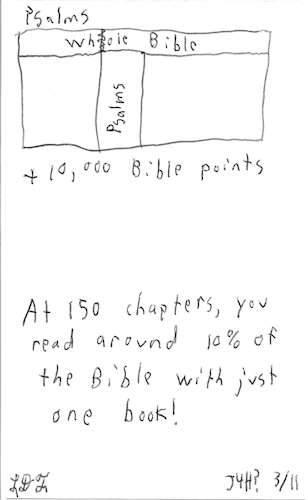 Psalms
Whole Bible
Psalms
+ 10,000 Bible points
At 150 chapters, you
read around 10% of
the Bible with just
one book!
J4H? 3/11